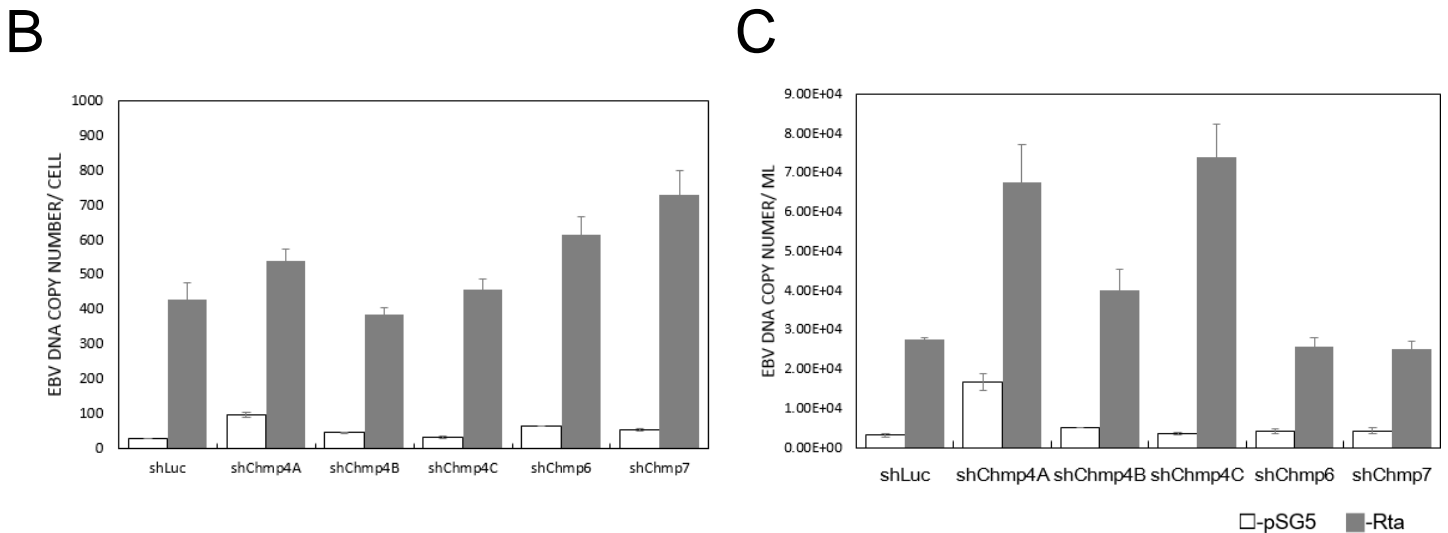 B
EBV DNA COPY NUMBER/ CELL
1000
900
800
700
600
500
400
300
200
100
0
shLuc shChmp4A shChmp4B shChmp4C shChmp6 shChmp7
C
EBV DNA COPY NUMER/ ML
9.00E+04
8.00E+04
7.00E+04
6.00E+04
5.00E+04
4.00E+04
3.00E+04
2.00E+04
1.00E+04
0.00E+00
shLuc shChmp4A shChmp4B shChmp4C shChmp6 shChmp7
-pSG5 -Rta